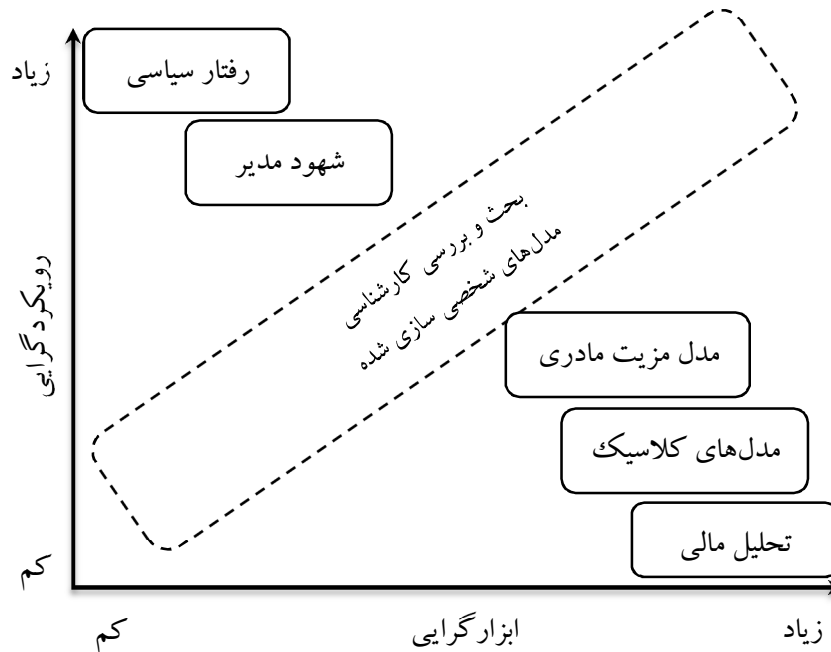 زیاد
رفتار سیاسی
شهود مدیر
بحث و بررسی کارشناسی
مدل‌های شخصی سازی شده
رویکردگرایی
مدل مزیت مادری
مدل‌های کلاسیک
تحلیل مالی
کم
کم
ابزارگرایی
زیاد